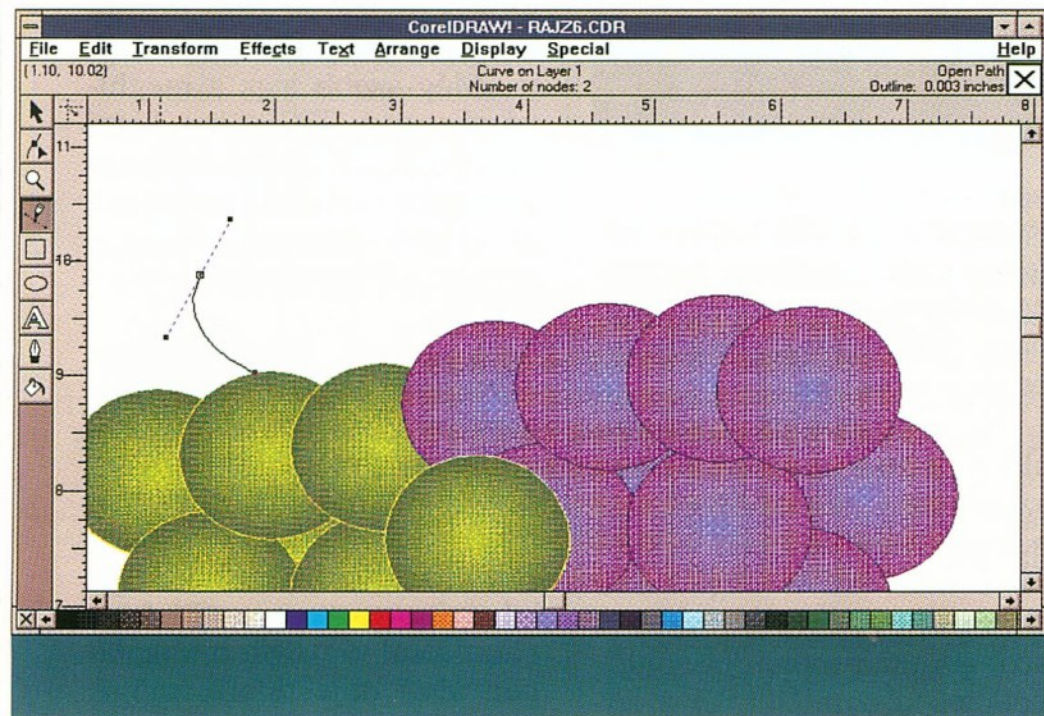 CorelDRAW! - RAJZ6.CDR
File Edit Transform Effects Text Arrange Display Special Help
(1.10, 10.02) Curve on Layer 1 Open Path
Number of nodes: 2 Outline: 0.003 inches
1 2 3 4 5 6 7 8
11
10
9
8
7
A